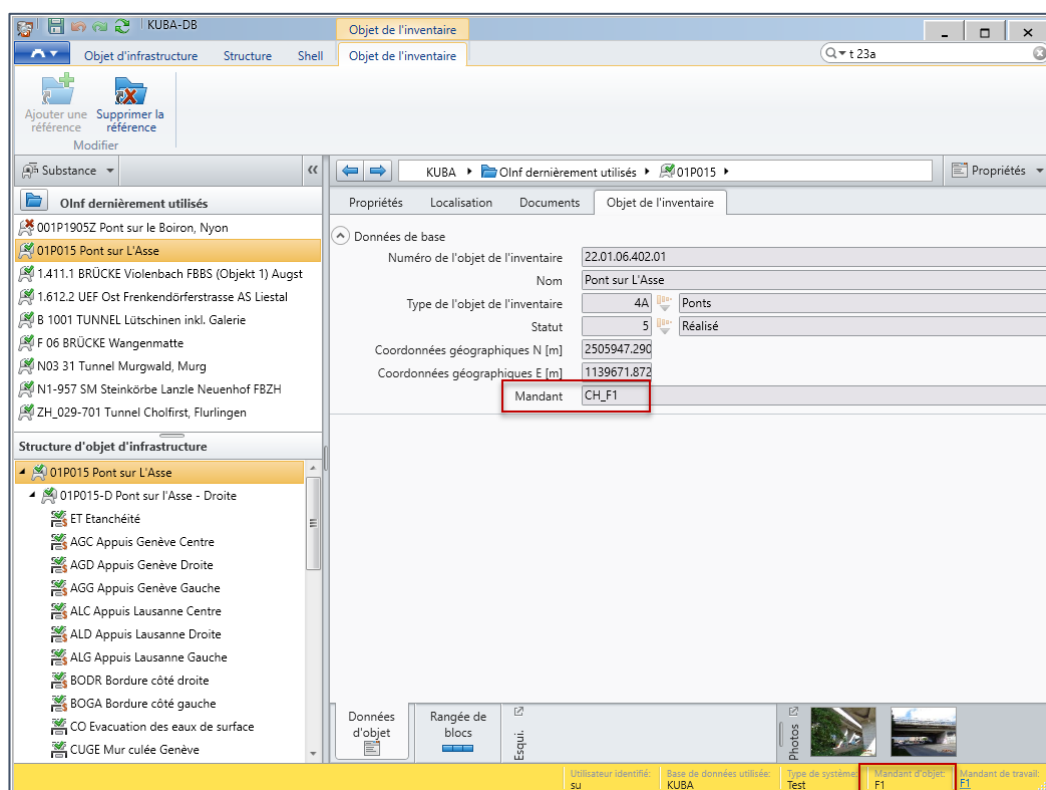 KUBA-DB
Objet de l'inventaire
Objet d'infrastructure Structure Shell Objet de l'inventaire
t 23a
Ajouter une référence
Supprimer la référence
Modifier
Substance
KUBA OInf dernièrement utilisés 01P015
Propriétés
OInf dernièrement utilisés
001P1905Z Pont sur le Boiron, Nyon
01P015 Pont sur L'Asse
1.411.1 BRÜCKE Violenbach FBBS (Objekt 1) Augst
1.612.2 UEF Ost Frenkendörferstrasse AS Liestal
B 1001 TUNNEL Lütschinen inkl. Galerie
F 06 BRÜCKE Wangenmatte
N03 31 Tunnel Murgwald, Murg
N1-957 SM Steinkörbe Lanzle Neuenhof FBZH
ZH_029-701 Tunnel Cholfirst, Flurlingen
Structure d'objet d'infrastructure
01P015 Pont sur L'Asse
01P015-D Pont sur l'Asse - Droite
ET Etanchéité
AGC Appuis Genève Centre
AGD Appuis Genève Droite
AGG Appuis Genève Gauche
ALC Appuis Lausanne Centre
ALD Appuis Lausanne Droite
ALG Appuis Lausanne Gauche
BODR Bordure côté droite
BOGA Bordure côté gauche
CO Evacuation des eaux de surface
CUGE Mur culée Genève
Propriétés Localisation Documents Objet de l'inventaire
Données de base
Numéro de l'objet de l'inventaire 22.01.06.402.01
Nom Pont sur L'Asse
Type de l'objet de l'inventaire 4A Ponts
Statut 5 Réalisé
Coordonnées géographiques N [m] 2505947.290
Coordonnées géographiques E [m] 1139671.872
Mandant CH_F1
Données d'objet
Rangée de blocs
Esqui.
Photos
Utilisateur identifié: Base de données utilisée: Type de système: Mandant d'objet: Mandant de travail:
su KUBA Test F1 F1